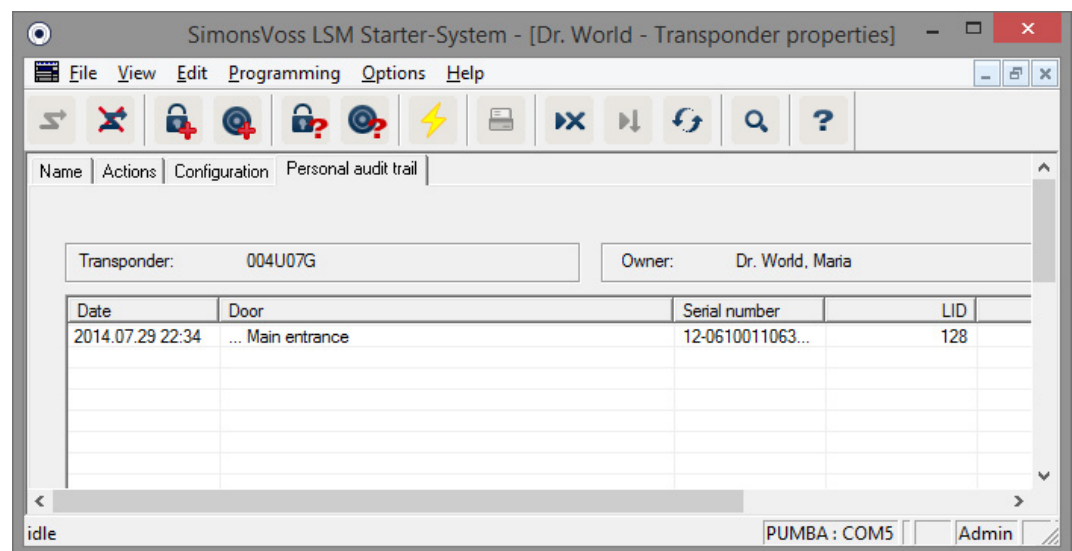 SimonsVoss LSM Starter-System - [Dr. World - Transponder properties]
File View Edit Programming Options Help
Name Actions Configuration Personal audit trail
Transponder: 004U07G Owner: Dr. World, Maria
Date Door Serial number LID
2014.07.29 22:34 ... Main entrance 12-0610011063... 128
idle PUMBA : COM5 Admin